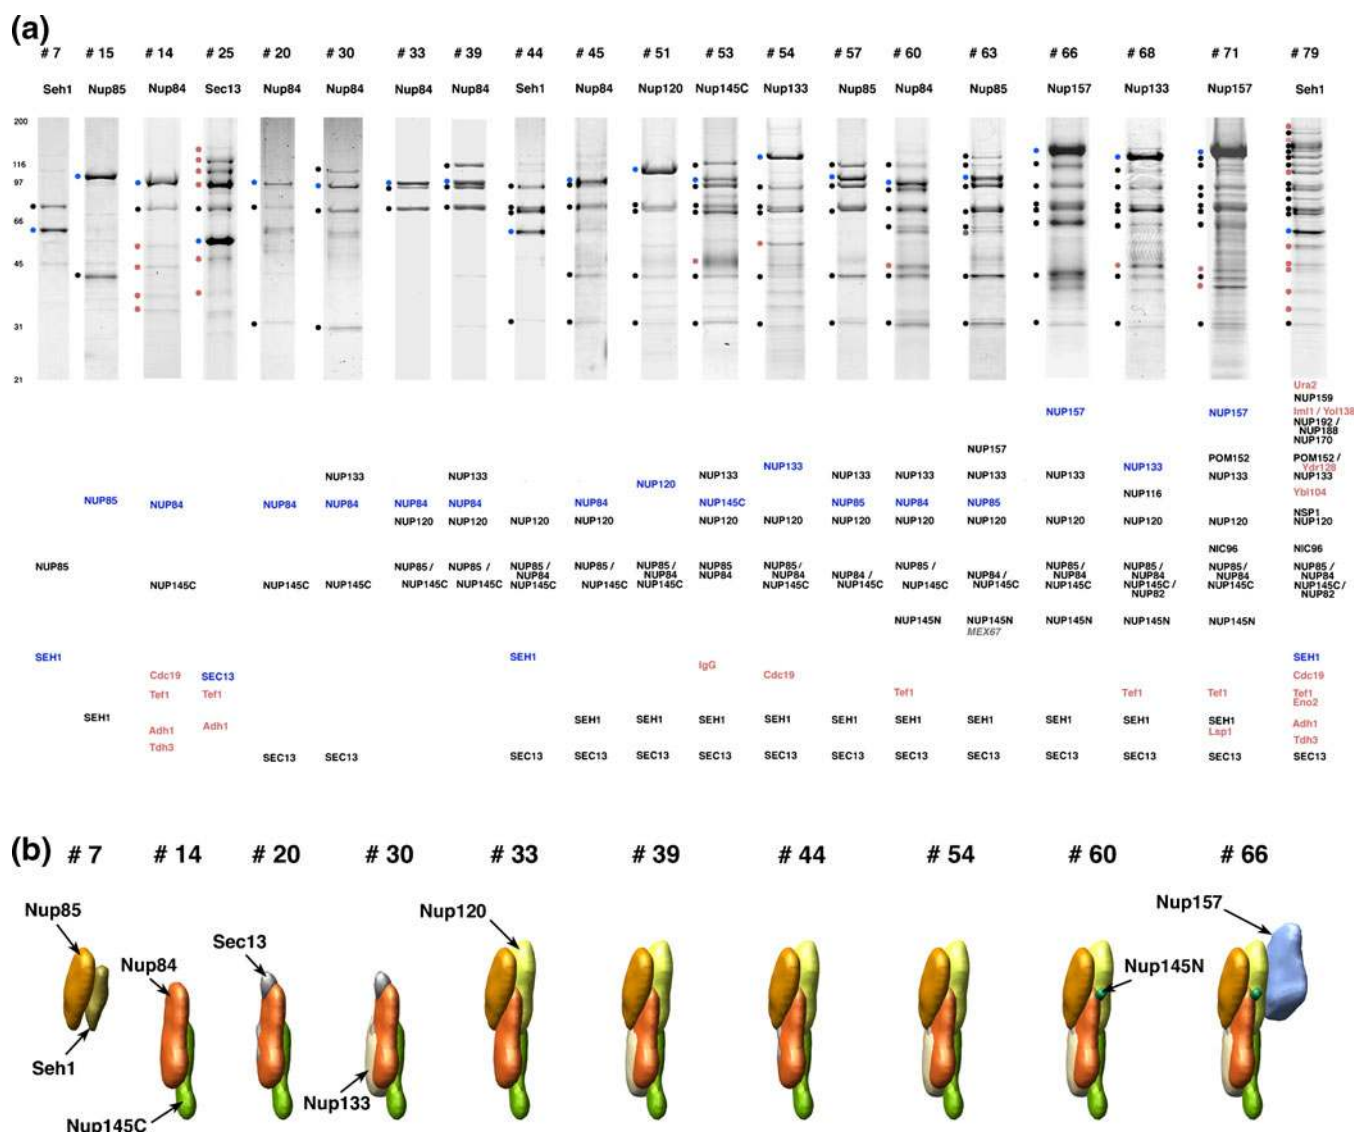 (a)
# 7 # 15 # 14 # 25 # 20 # 30 # 33 # 39 # 44 # 45 # 51 # 53 # 54 # 57 # 60 # 63 # 66 # 68 # 71 # 79
Seh1 Nup85 Nup84 Sec13 Nup84 Nup84 Nup84 Nup84 Seh1 Nup84 Nup120 Nup145C Nup133 Nup85 Nup84 Nup85 Nup157 Nup133 Nup157 Seh1
200
116
97
66
45
31
21
Ura2
NUP159
NUP157 NUP157 Iml1 / Yol138
NUP192 /
NUP188
NUP170
NUP157
POM152 POM152 /
NUP133 NUP133 Ydr128
NUP133 NUP133 NUP133 NUP133 NUP133 NUP133 NUP133 NUP133 NUP133
NUP120
NUP116 Ybl104
NUP85 NUP84 NUP84 NUP84 NUP84 NUP84 NUP84 NUP145C NUP85 NUP84 NUP85
NSP1
NUP120 NUP120 NUP120 NUP120 NUP120 NUP120 NUP120 NUP120 NUP120 NUP120 NUP120 NUP120
NIC96 NIC96
NUP85 NUP85 / NUP85 / NUP85 / NUP85 / NUP85 / NUP85 NUP85 / NUP85 / NUP85 / NUP85 / NUP85 / NUP85 /
NUP84 NUP84 NUP84 NUP84 NUP84 / NUP84 / NUP84 NUP84 NUP84 NUP84
NUP145C NUP145C NUP145C NUP145C NUP145C NUP145C NUP145C NUP145C NUP145C NUP145C NUP145C NUP145C NUP145C NUP145C / NUP145C NUP145C /
NUP82 NUP82
NUP145N NUP145N NUP145N NUP145N NUP145N
MEX67
SEH1 SEH1 SEH1
IgG
Cdc19 SEC13 Cdc19 Cdc19
Tef1 Tef1 Tef1 Tef1 Tef1 Tef1
Eno2
SEH1 SEH1 SEH1 SEH1 SEH1 SEH1 SEH1 SEH1 SEH1 SEH1 SEH1
Adh1 Adh1 Lsp1 Adh1
Tdh3 Tdh3
SEC13 SEC13 SEC13 SEC13 SEC13 SEC13 SEC13 SEC13 SEC13 SEC13 SEC13 SEC13 SEC13 SEC13
(b)
# 7 # 14 # 20 # 30 # 33 # 39 # 44 # 54 # 60 # 66
Nup85
Nup84
Sec13
Nup120
Nup157
Nup145N
Seh1
Nup133
Nup145C